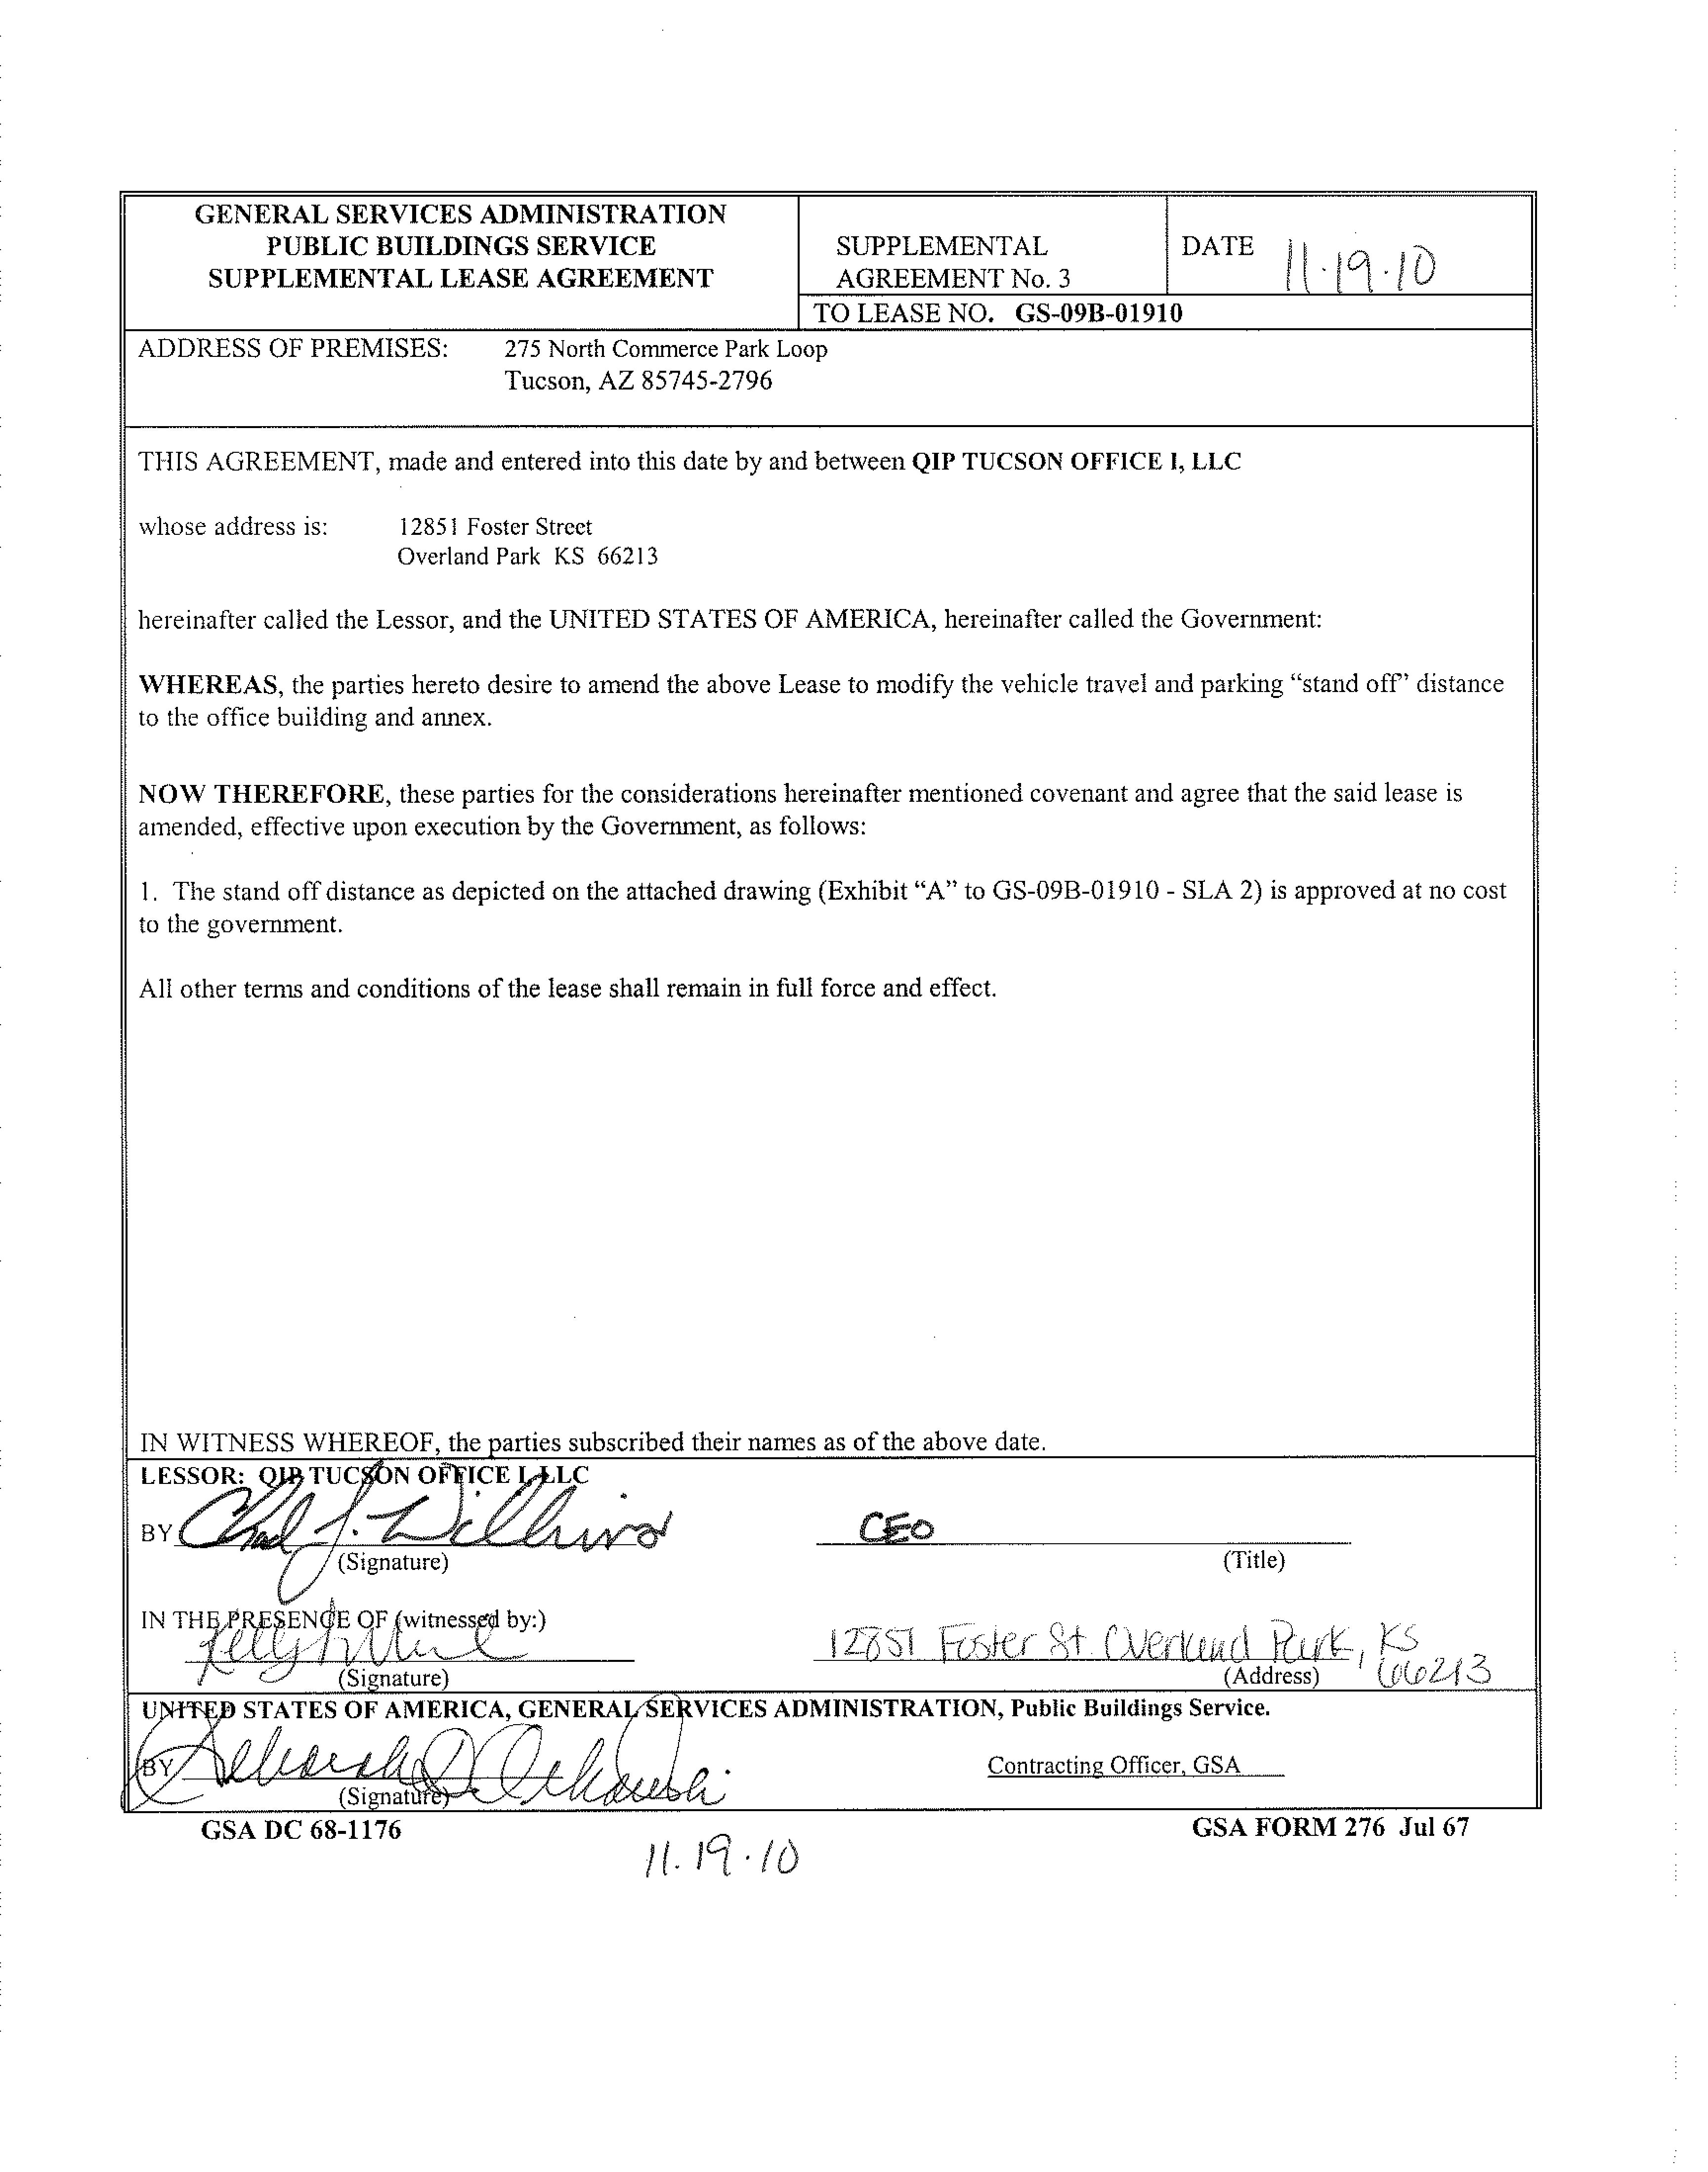 GENERAL SERVICES ADMINISTRATION
PUBLIC BUILDINGS SERVICE
SUPPLEMENTAL LEASE AGREEMENT
SUPPLEMENTAL
AGREEMENT No. 3
DATE 11.19.10
TO LEASE NO. GS-09B-01910
ADDRESS OF PREMISES: 275 North Commerce Park Loop
Tucson, AZ 85745-2796
THIS AGREEMENT, made and entered into this date by and between QIP TUCSON OFFICE I, LLC
whose address is: 12851 Foster Street
Overland Park KS 66213
hereinafter called the Lessor, and the UNITED STATES OF AMERICA, hereinafter called the Government:
WHEREAS, the parties hereto desire to amend the above Lease to modify the vehicle travel and parking “stand off” distance
to the office building and annex.
NOW THEREFORE, these parties for the considerations hereinafter mentioned covenant and agree that the said lease is
amended, effective upon execution by the Government, as follows:
1. The stand off distance as depicted on the attached drawing (Exhibit “A” to GS-09B-01910 - SLA 2) is approved at no cost
to the government.
All other terms and conditions of the lease shall remain in full force and effect.
IN WITNESS WHEREOF, the parties subscribed their names as of the above date.
LESSOR: QIP TUCSON OFFICE I, LLC
BY Chad J. Williams CEO
(Signature) (Title)
IN THE PRESENCE OF (witnessed by:)
Kelly 12851 Foster St. Overland Park, KS
(Signature) (Address) 66213
UNITED STATES OF AMERICA, GENERAL SERVICES ADMINISTRATION, Public Buildings Service.
BY Deborah Contracting Officer, GSA
(Signature)
GSA DC 68-1176 GSA FORM 276 Jul 67
11.19.10